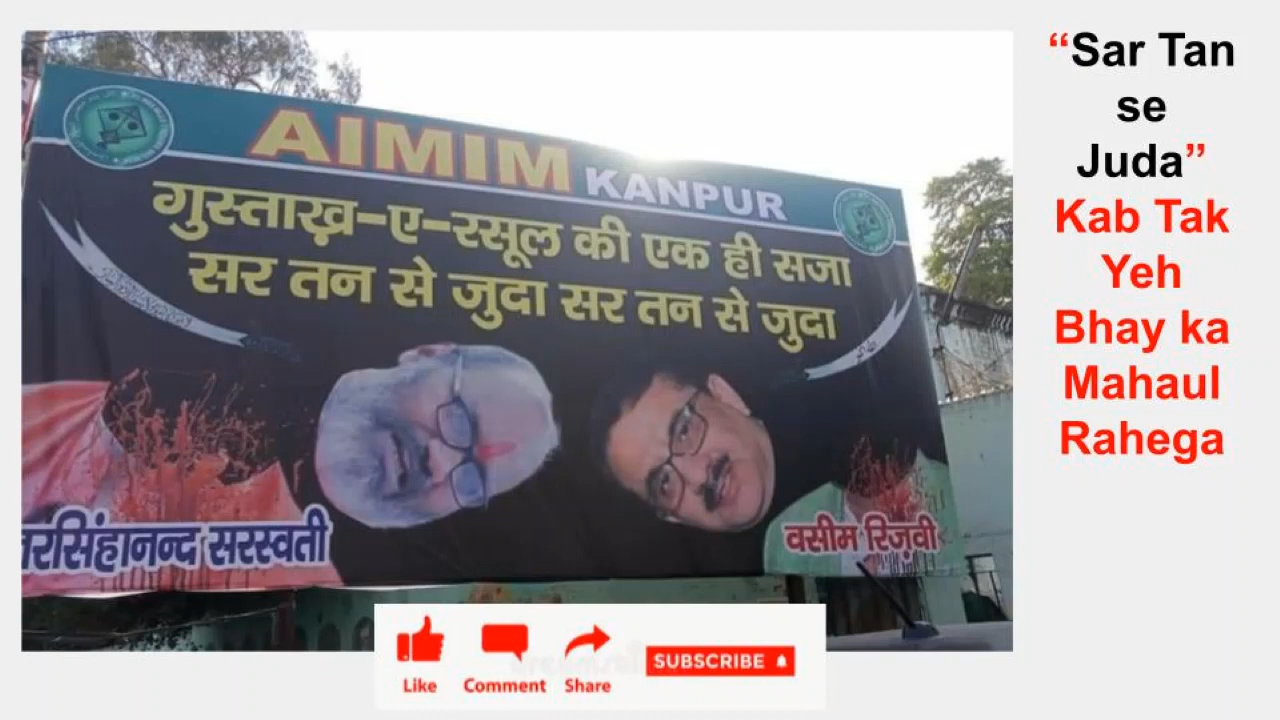 AIMIM KANPUR
गुस्ताख़-ए-रसूल की एक ही सजा
सर तन से जुदा सर तन से जुदा
नरसिंहानन्द सरस्वती
वसीम रिज़वी
“Sar Tan
se
Juda”
Kab Tak
Yeh
Bhay ka
Mahaul
Rahega
Like Comment Share
SUBSCRIBE